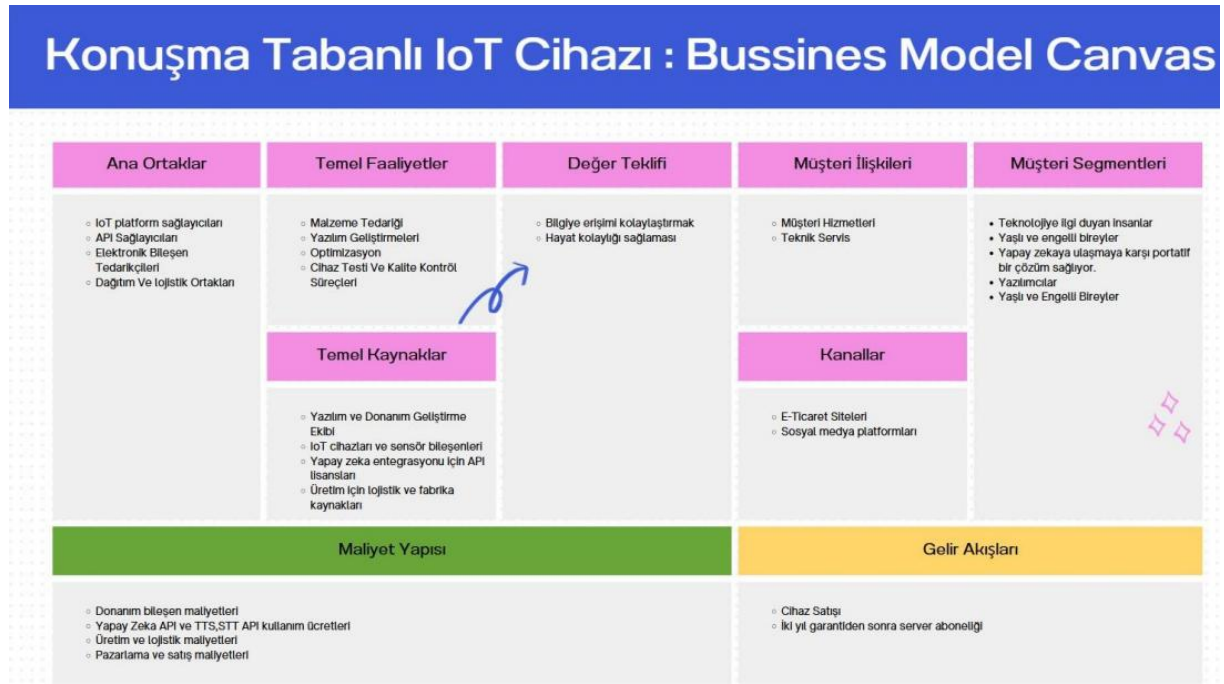 Konuşma Tabanlı IoT Cihazı : Bussines Model Canvas
Ana Ortaklar
IoT platform sağlayıcıları
API Sağlayıcıları
Elektronik Bileşen
Tedarikçileri
Dağıtım Ve lojistik Ortakları
Temel Faaliyetler
Malzeme Tedariği
Yazılım Geliştirmeleri
Optimizasyon
Cihaz Testi Ve Kalite Kontröl
Süreçleri
Temel Kaynaklar
Yazılım ve Donanım Geliştirme
Ekibi
IoT cihazları ve sensör bileşenleri
Yapay zeka entegrasyonu için API
lisansları
Üretim için lojistik ve fabrika
kaynakları
Değer Teklifi
Bilgiye erişimi kolaylaştırmak
Hayat kolaylığı sağlaması
Müşteri İlişkileri
Müşteri Hizmetleri
Teknik Servis
Kanallar
E-Ticaret Siteleri
Sosyal medya platformları
Müşteri Segmentleri
Teknolojiye ilgi duyan insanlar
Yaşlı ve engelli bireyler
Yapay zekaya ulaşmaya karşı portatif
bir çözüm sağlıyor.
Yazılımcılar
Yaşlı ve Engelli Bireyler
Maliyet Yapısı
Donanım bileşen maliyetleri
Yapay Zeka API ve TTS,STT API kullanım ücretleri
Üretim ve lojistik maliyetleri
Pazarlama ve satış maliyetleri
Gelir Akışları
Cihaz Satışı
İki yıl garantiden sonra server aboneliği